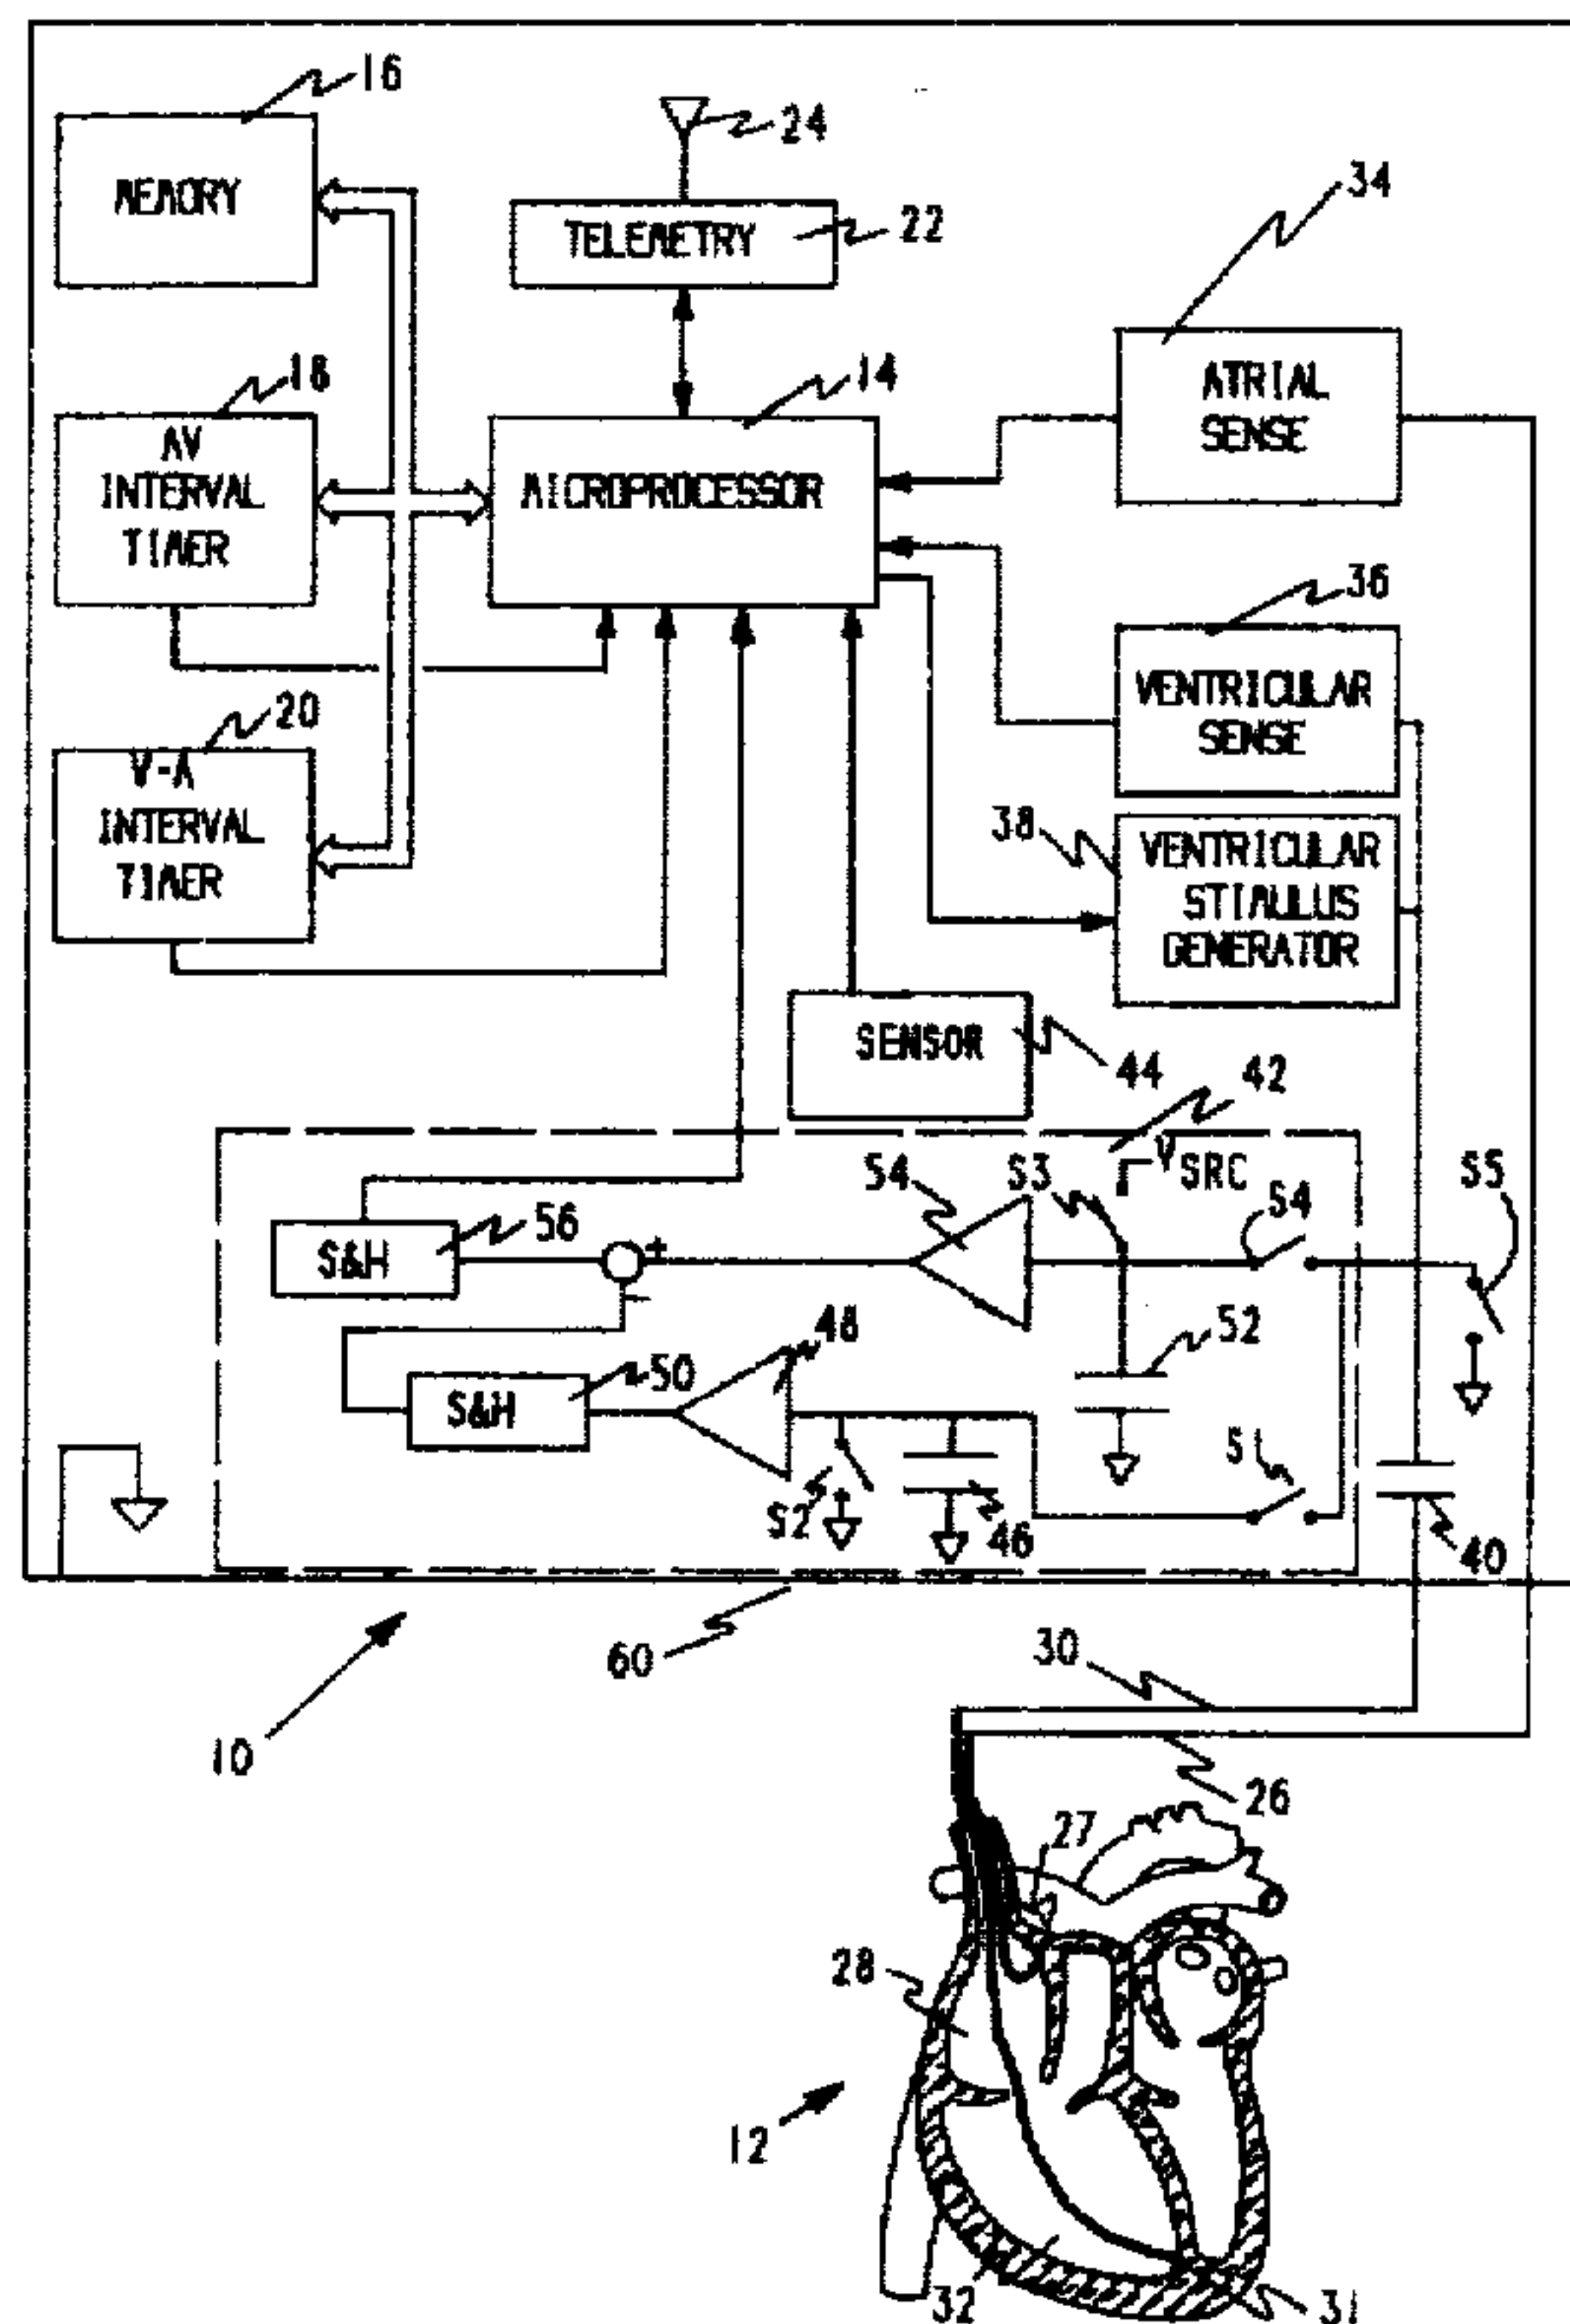 16
MEMORY
24
TELEMETRY
22
34
ATRIAL
SENSE
18
AV
INTERVAL
TIMER
14
MICROPROCESSOR
36
VENTRICULAR
SENSE
20
V-A
INTERVAL
TIMER
38
VENTRICULAR
STIMULUS
GENERATOR
SENSOR
44
42
54
S3
VSRC
S4
S5
S&H
56
+
−
52
48
S&H
50
S2
46
S1
40
60
10
30
26
27
28
12
32
31